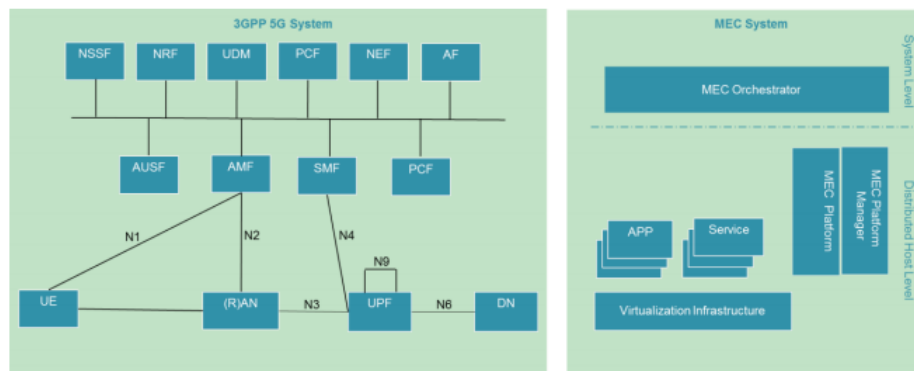 3GPP 5G System
NSSF
NRF
UDM
PCF
NEF
AF
AUSF
AMF
SMF
PCF
N1
N2
N4
N9
UE
(R)AN
N3
UPF
N6
DN
MEC System
System Level
MEC Orchestrator
Distributed Host Level
MEC Platform
MEC Platform
Manager
APP
Service
Virtualization Infrastructure